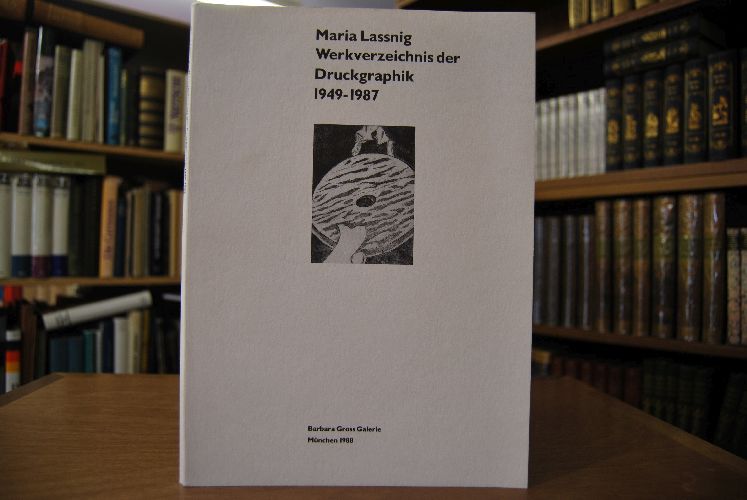 Maria Lassnig
Werkverzeichnis der
Druckgraphik
1949-1987
Barbara Gross Galerie
München 1988